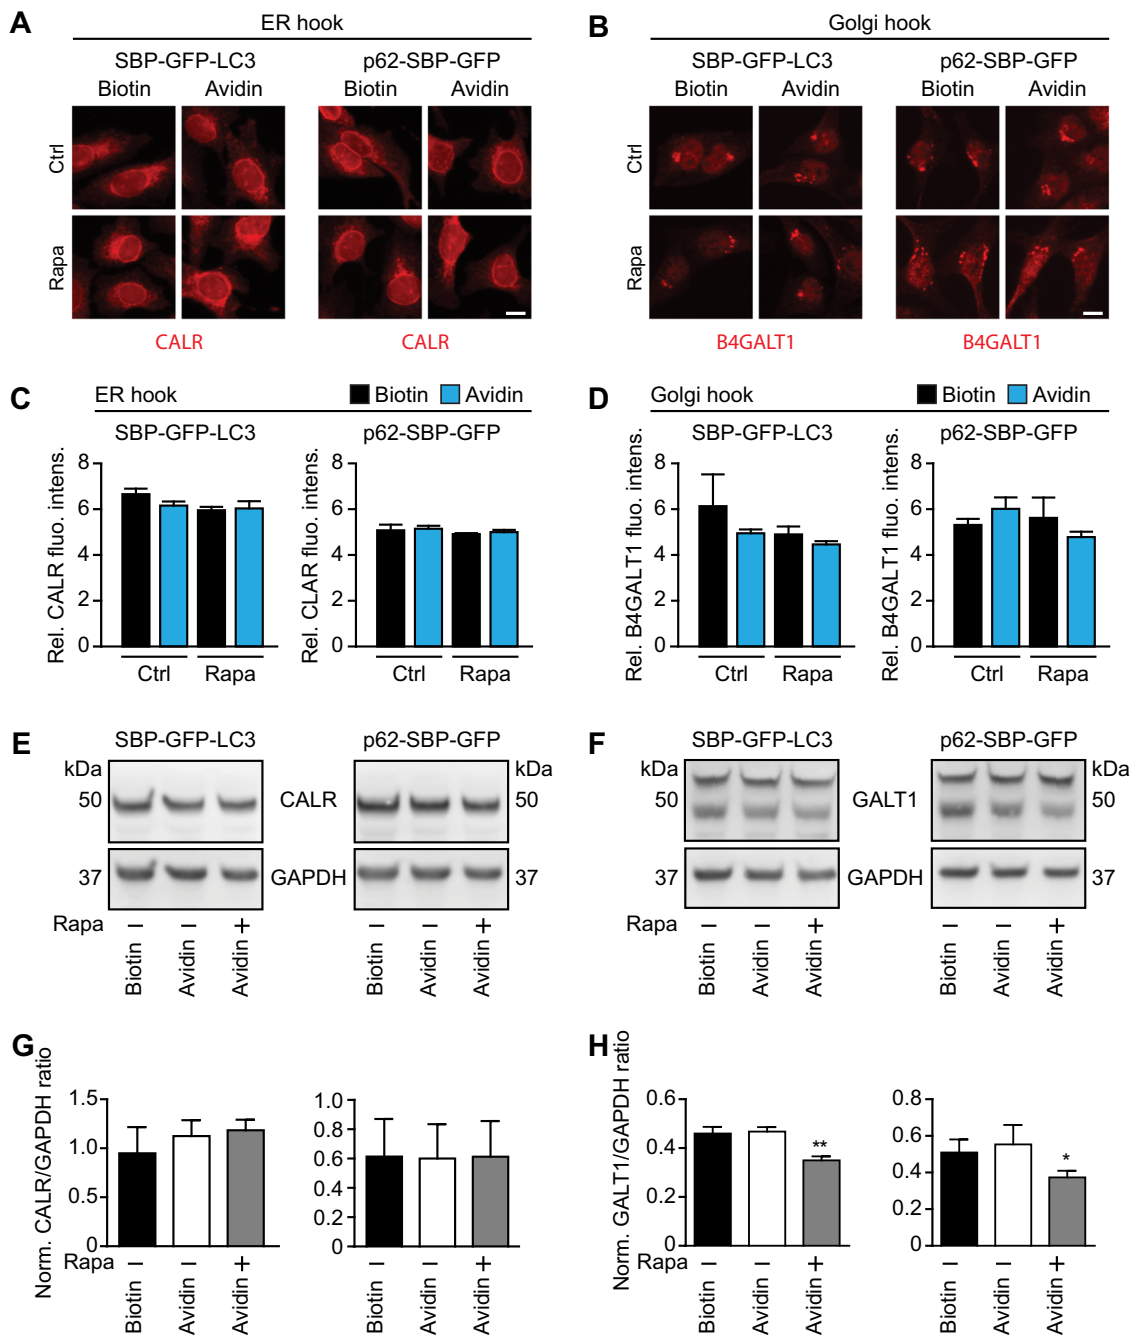 A
ER hook
SBP-GFP-LC3
p62-SBP-GFP
Biotin
Avidin
Biotin
Avidin
Ctrl
Rapa
CALR
CALR
B
Golgi hook
SBP-GFP-LC3
p62-SBP-GFP
Biotin
Avidin
Biotin
Avidin
Ctrl
Rapa
B4GALT1
B4GALT1
C
ER hook
Biotin
Avidin
SBP-GFP-LC3
p62-SBP-GFP
Rel. CALR fluo. intens.
8
6
4
2
0
Ctrl
Rapa
Rel. CLAR fluo. intens.
8
6
4
2
0
Ctrl
Rapa
D
Golgi hook
Biotin
Avidin
SBP-GFP-LC3
p62-SBP-GFP
Rel. B4GALT1 fluo. intens.
8
6
4
2
0
Ctrl
Rapa
Rel. B4GALT1 fluo. intens.
8
6
4
2
0
Ctrl
Rapa
E
SBP-GFP-LC3
p62-SBP-GFP
kDa
kDa
50
CALR
50
37
GAPDH
37
Rapa
–
–
+
–
–
+
Biotin
Avidin
Avidin
Biotin
Avidin
Avidin
F
SBP-GFP-LC3
p62-SBP-GFP
kDa
kDa
50
GALT1
50
37
GAPDH
37
Rapa
–
–
+
–
–
+
Biotin
Avidin
Avidin
Biotin
Avidin
Avidin
G
Norm. CALR/GAPDH ratio
1.5
1.0
0.5
0
1.0
0.8
0.6
0.4
0.2
0
Rapa
–
–
+
–
–
+
Biotin
Avidin
Avidin
Biotin
Avidin
Avidin
H
Norm. GALT1/GAPDH ratio
0.6
0.4
0.2
0
**
0.8
0.6
0.4
0.2
0
*
Rapa
–
–
+
–
–
+
Biotin
Avidin
Avidin
Biotin
Avidin
Avidin